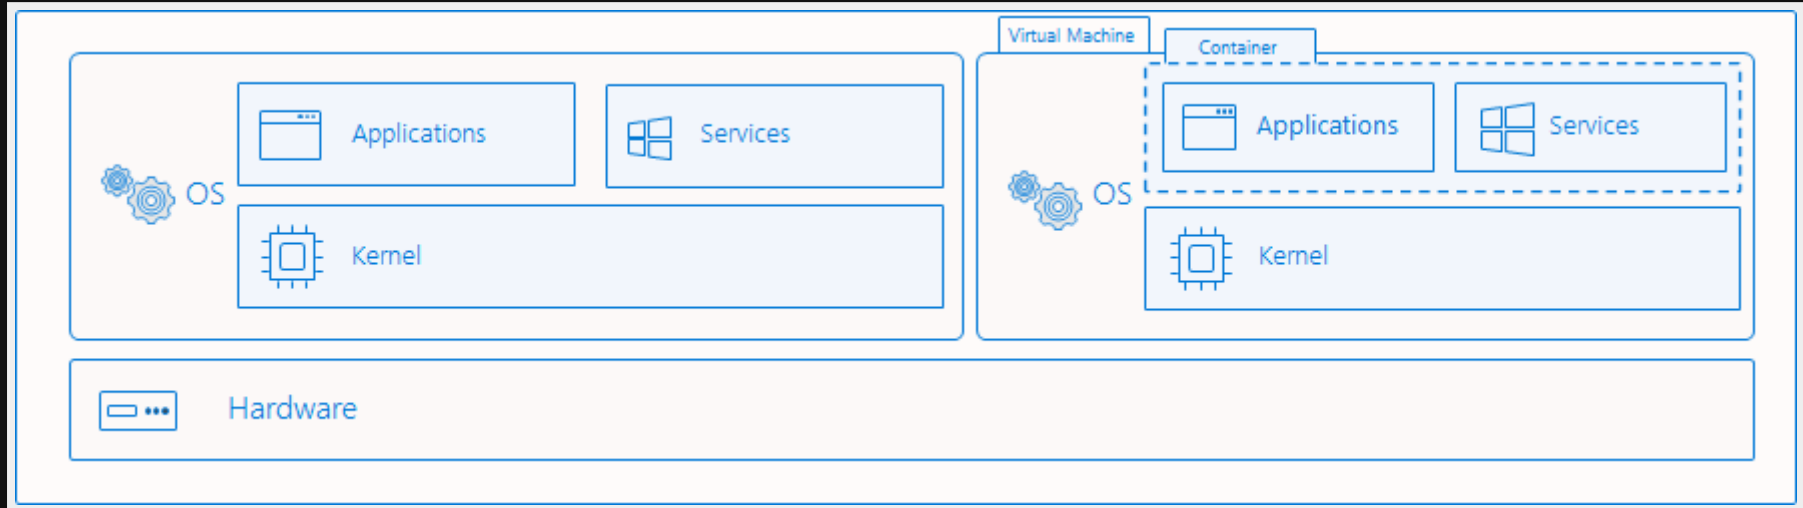 Virtual Machine
Container
OS
Applications
Services
Kernel
OS
Applications
Services
Kernel
Hardware